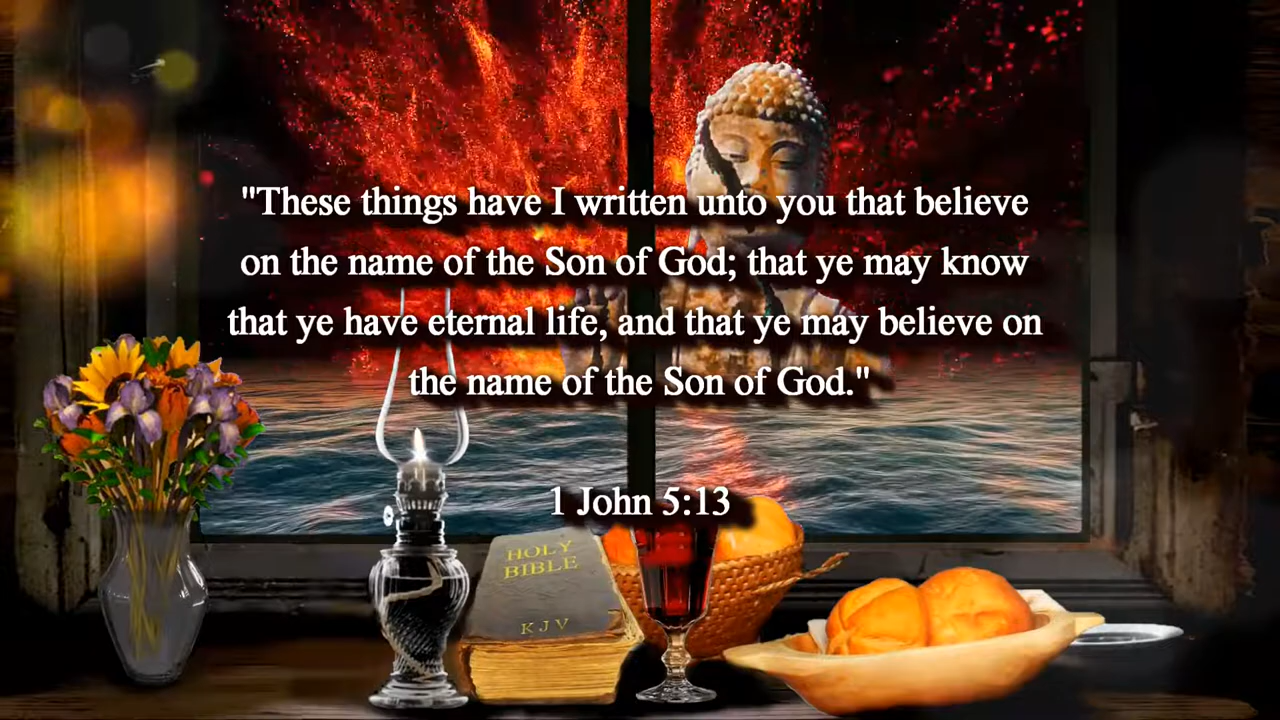 "These things have I written unto you that believe
on the name of the Son of God; that ye may know
that ye have eternal life, and that ye may believe on
the name of the Son of God."
1 John 5:13
HOLY
BIBLE
KJV